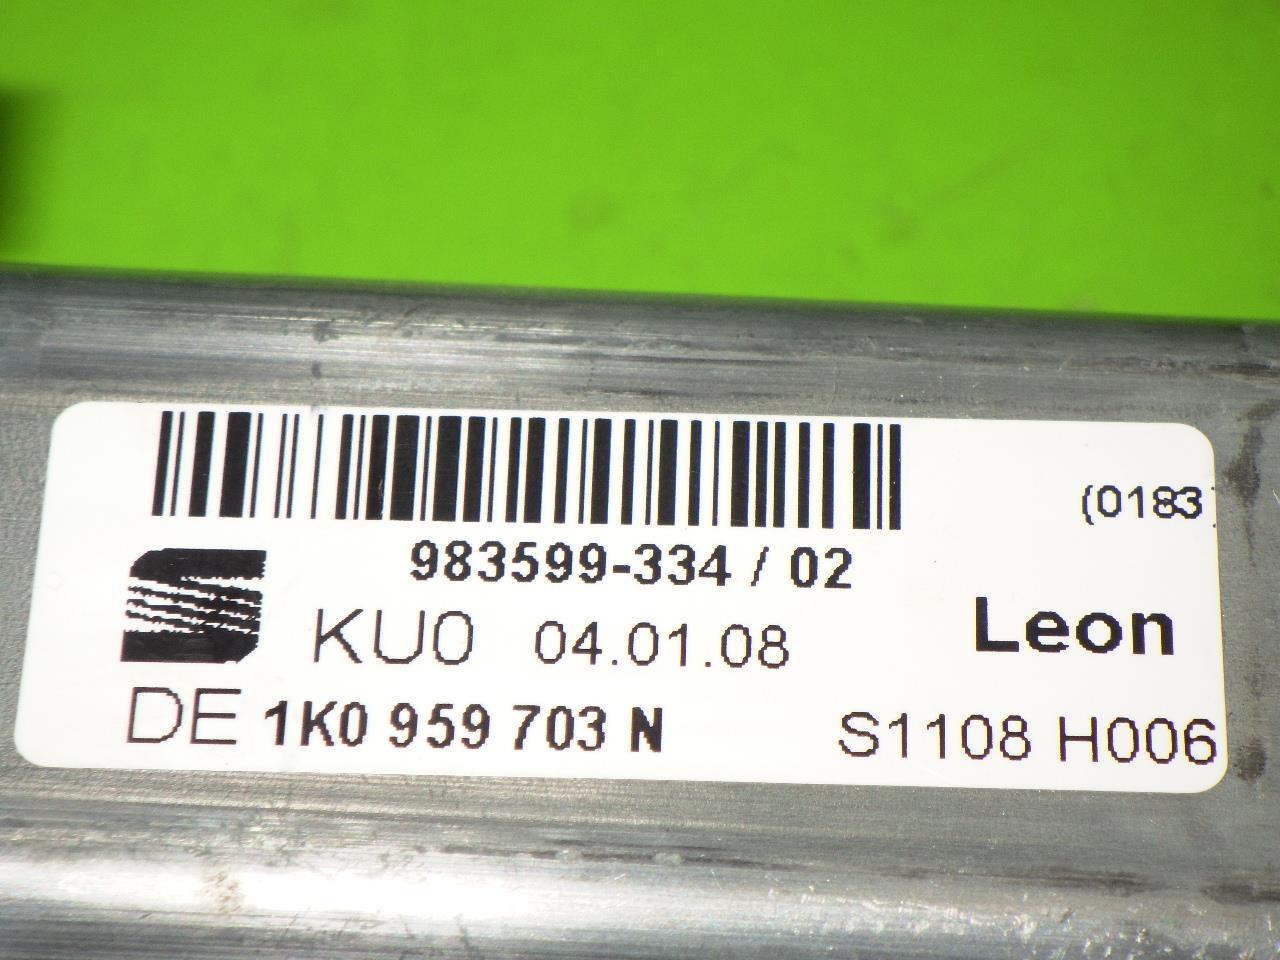 (0183
983599-334 / 02
KU0 04.01.08
Leon
DE 1K0 959 703 N
S1108 H006